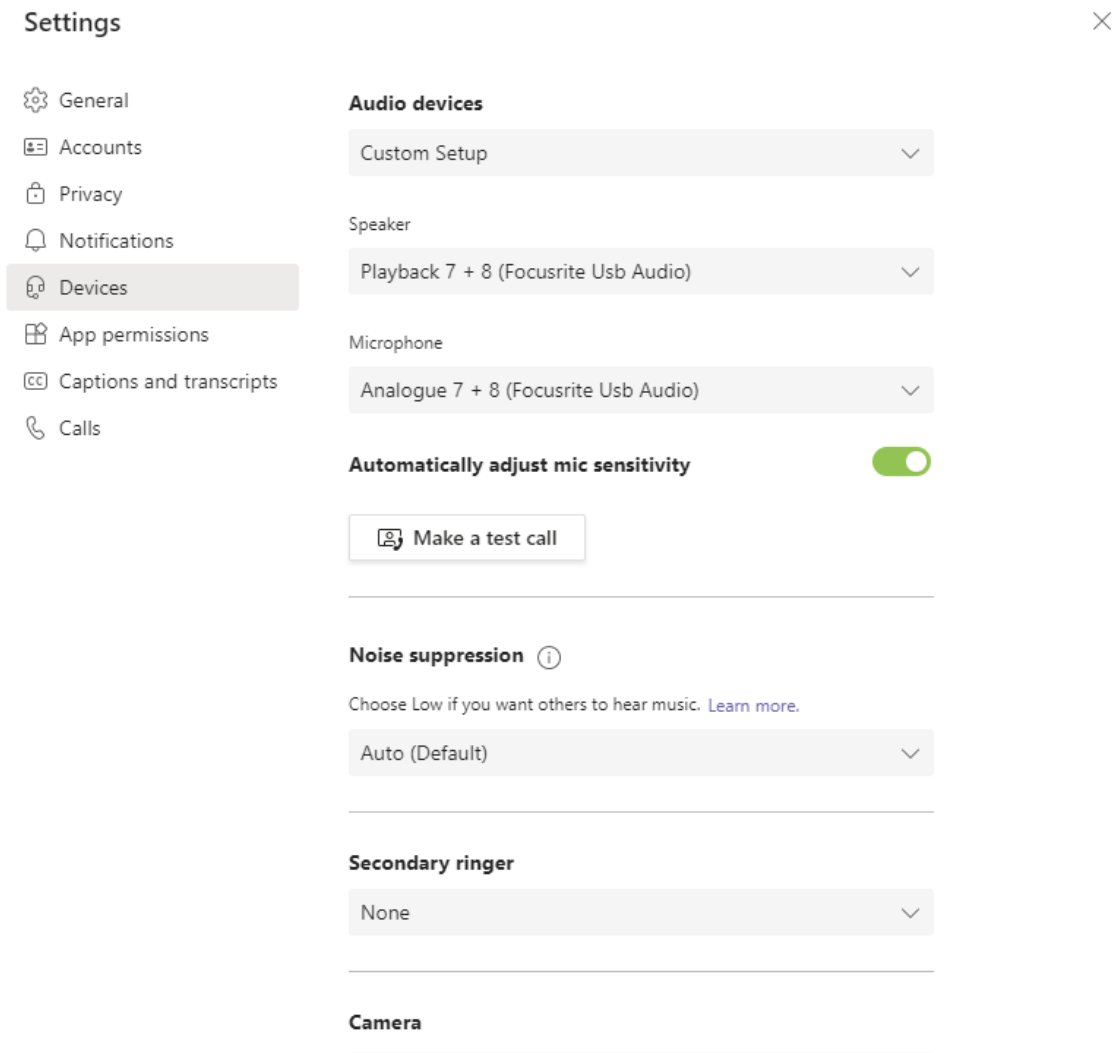 Settings
General
Accounts
Privacy
Notifications
Devices
App permissions
CC Captions and transcripts
Calls
Audio devices
Custom Setup
Speaker
Playback 7 + 8 (Focusrite Usb Audio)
Microphone
Analogue 7 + 8 (Focusrite Usb Audio)
Automatically adjust mic sensitivity
Make a test call
Noise suppression
Choose Low if you want others to hear music. Learn more.
Auto (Default)
Secondary ringer
None
Camera